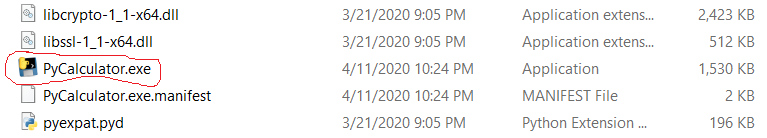 libcrypto-1_1-x64.dll 3/21/2020 9:05 PM Application extens... 2,423 KB
libssl-1_1-x64.dll 3/21/2020 9:05 PM Application extens... 512 KB
PyCalculator.exe 4/11/2020 10:24 PM Application 1,530 KB
PyCalculator.exe.manifest 4/11/2020 10:24 PM MANIFEST File 2 KB
pyexpat.pyd 3/21/2020 9:05 PM Python Extension ... 196 KB